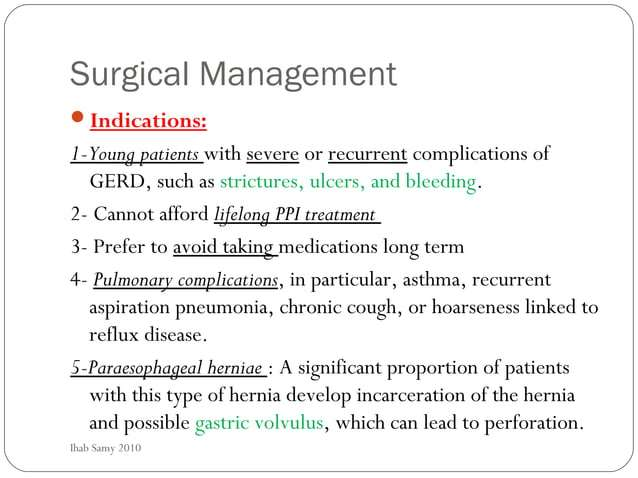 Surgical Management
Indications:
1-Young patients with severe or recurrent complications of
GERD, such as strictures, ulcers, and bleeding.
2- Cannot afford lifelong PPI treatment
3- Prefer to avoid taking medications long term
4- Pulmonary complications, in particular, asthma, recurrent
aspiration pneumonia, chronic cough, or hoarseness linked to
reflux disease.
5-Paraesophageal herniae : A significant proportion of patients
with this type of hernia develop incarceration of the hernia
and possible gastric volvulus, which can lead to perforation.
Ihab Samy 2010